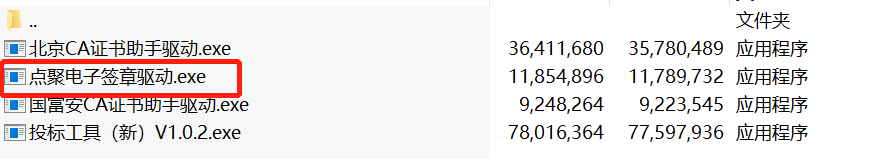 .. 文件夹
北京CA证书助手驱动.exe 36,411,680 35,780,489 应用程序
点聚电子签章驱动.exe 11,854,896 11,789,732 应用程序
国富安CA证书助手驱动.exe 9,248,264 9,223,545 应用程序
投标工具（新）V1.0.2.exe 78,016,364 77,597,936 应用程序